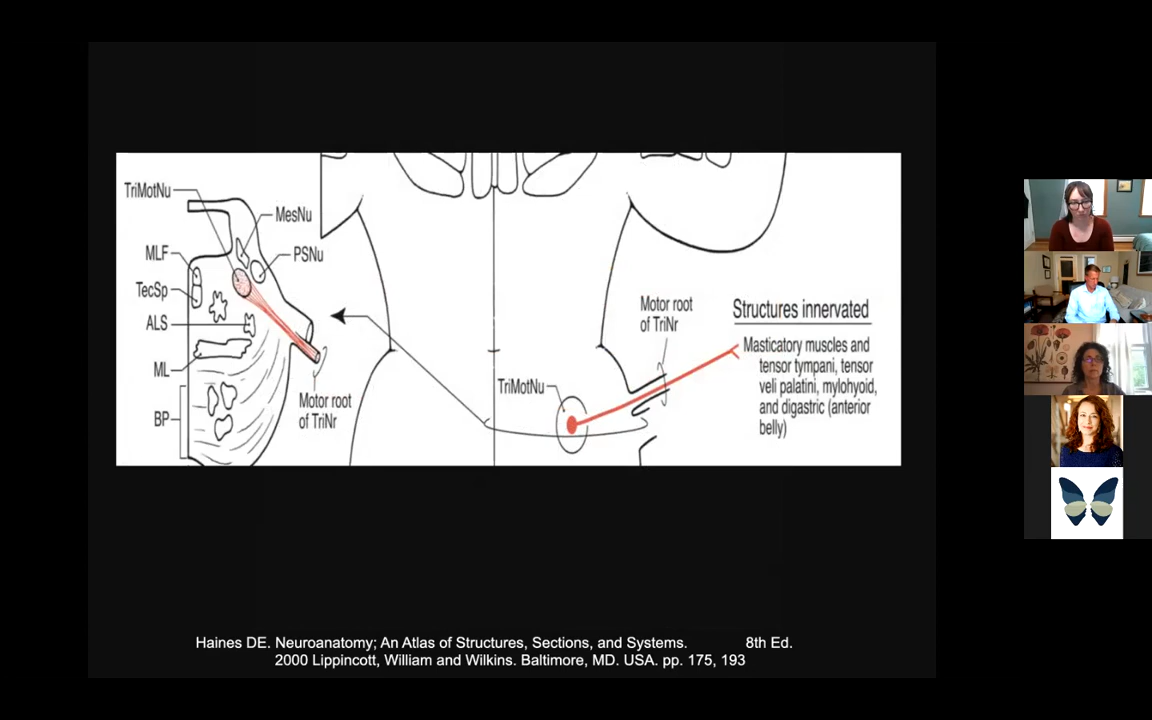 TriMotNu
MesNu
MLF
PSNu
TecSp
ALS
ML
BP
Motor root
of TriNr
TriMotNu
Motor root
of TriNr
Structures innervated
Masticatory muscles and
tensor tympani, tensor
veli palatini, mylohyoid,
and digastric (anterior
belly)
Haines DE. Neuroanatomy; An Atlas of Structures, Sections, and Systems. 8th Ed.
2000 Lippincott, William and Wilkins. Baltimore, MD. USA. pp. 175, 193